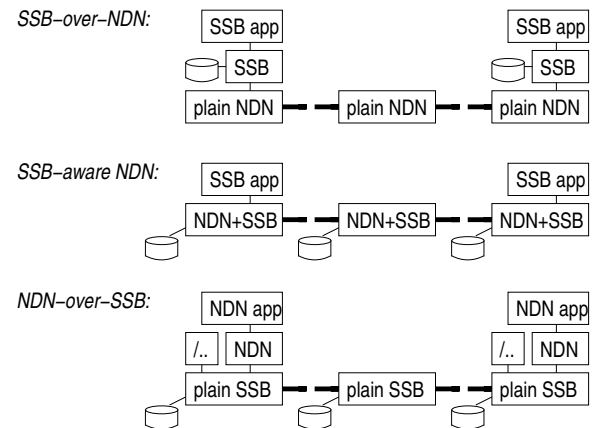 SSB–over–NDN:
SSB app SSB app
SSB SSB
plain NDN plain NDN plain NDN
SSB–aware NDN:
SSB app SSB app
NDN+SSB NDN+SSB NDN+SSB
NDN–over–SSB:
NDN app NDN app
/.. NDN /.. NDN
plain SSB plain SSB plain SSB